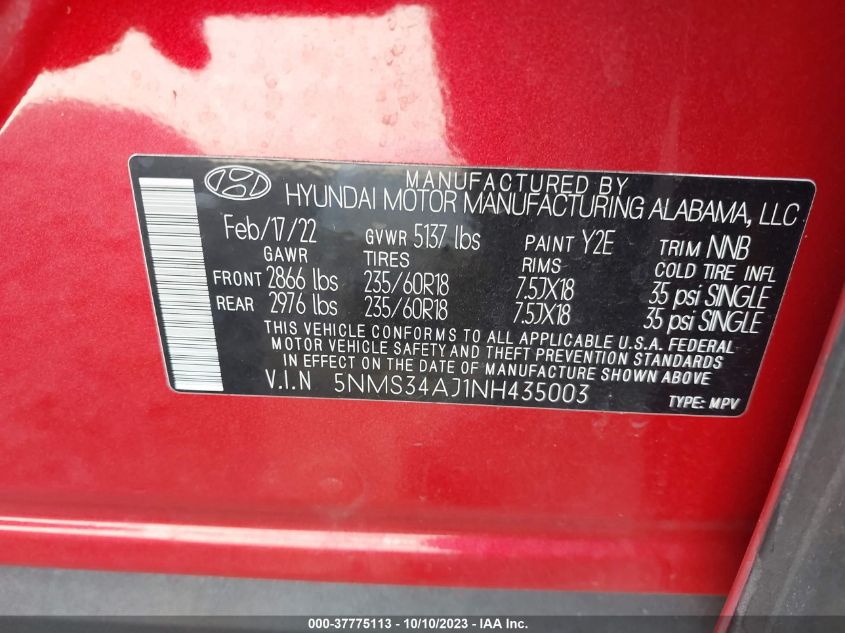 MANUFACTURED BY
HYUNDAI MOTOR MANUFACTURING ALABAMA, LLC
Feb/17/22 GVWR 5137 lbs PAINT Y2E TRIM NNB
GAWR TIRES RIMS COLD TIRE INFL
FRONT 2866 lbs 235/60R18 7.5JX18 35 psi SINGLE
REAR 2976 lbs 235/60R18 7.5JX18 35 psi SINGLE
THIS VEHICLE CONFORMS TO ALL APPLICABLE U.S.A. FEDERAL
MOTOR VEHICLE SAFETY AND THEFT PREVENTION STANDARDS
IN EFFECT ON THE DATE OF MANUFACTURE SHOWN ABOVE
V.I.N 5NMS34AJ1NH435003 TYPE: MPV
000-37775113 - 10/10/2023 - IAA Inc.